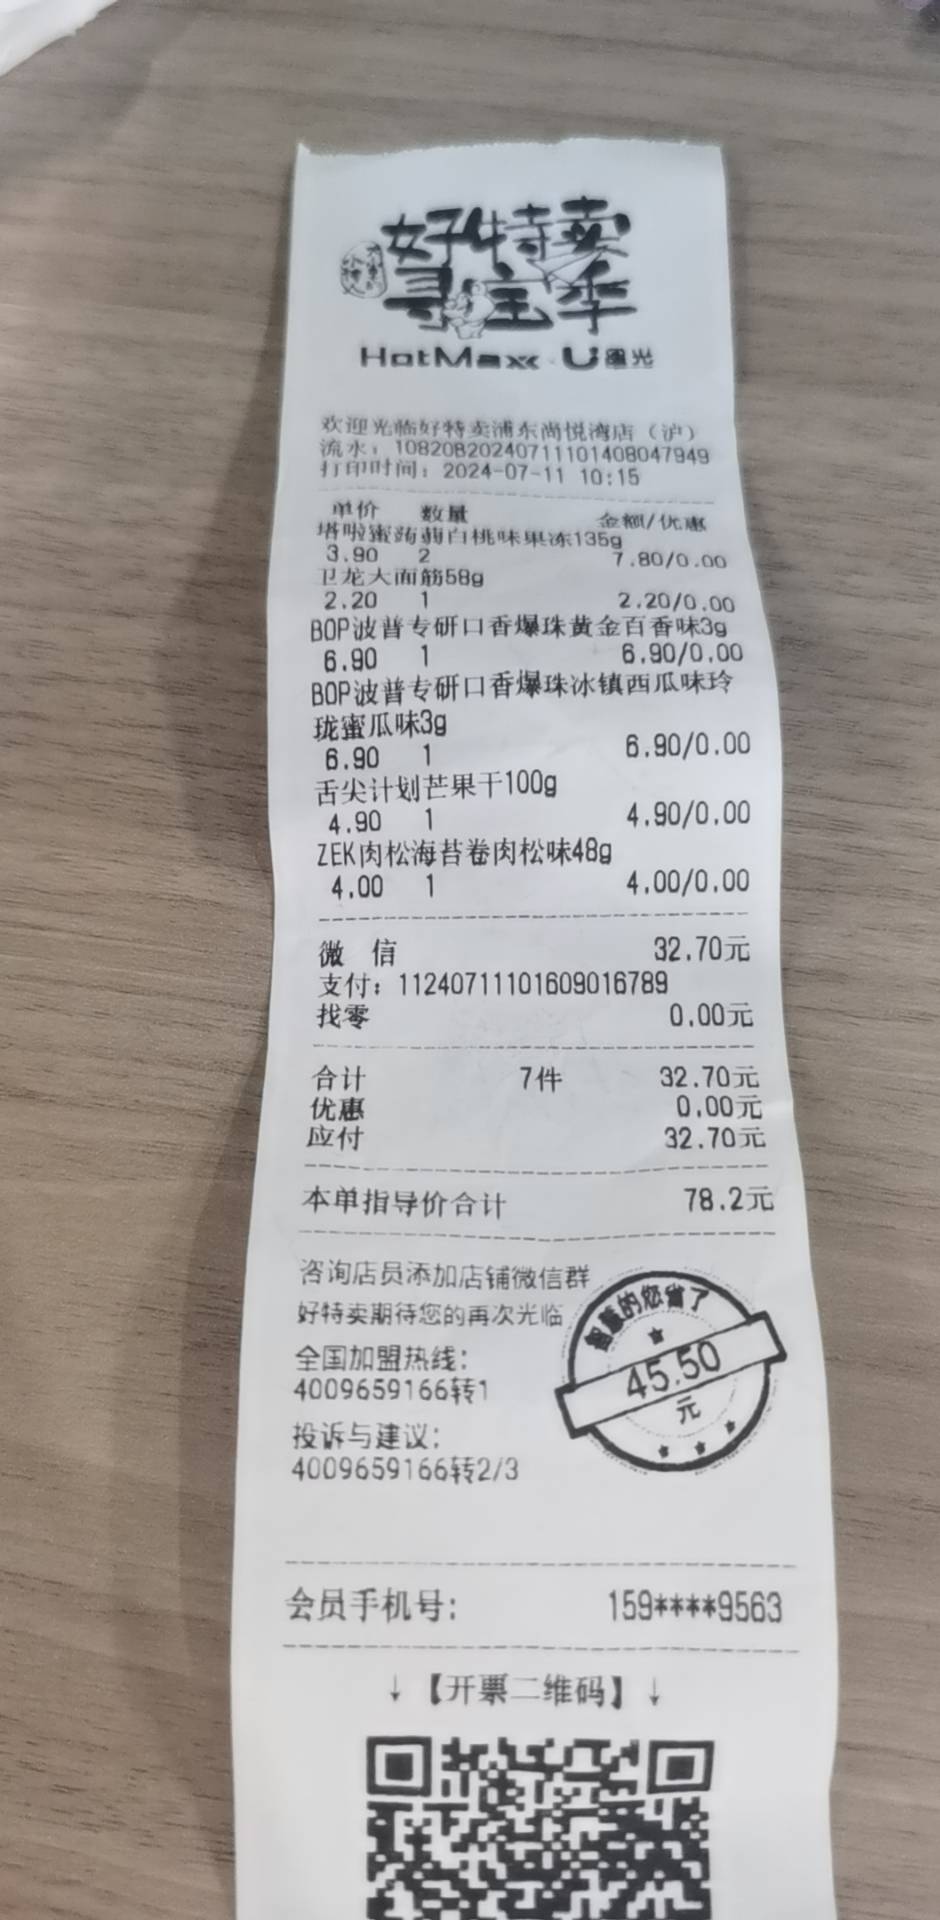 好特卖
寻宝季
HotMaxx U
欢迎光临好特卖浦东尚悦湾店（沪）
流水：108208202407111101408047949
打印时间：2024-07-11 10:15
单价 数量 金额/优惠
塔啦蜜蒟蒻白桃味果冻135g
3.90 2 7.80/0.00
卫龙大面筋58g
2.20 1 2.20/0.00
BOP波普专研口香爆珠黄金百香味3g
6.90 1 6.90/0.00
BOP波普专研口香爆珠冰镇西瓜味玲
珑蜜瓜味3g
6.90 1 6.90/0.00
舌尖计划芒果干100g
4.90 1 4.90/0.00
ZEK肉松海苔卷肉松味48g
4.00 1 4.00/0.00
微 信 32.70元
支付：11240711101609016789
找零 0.00元
合计 7件 32.70元
优惠 0.00元
应付 32.70元
本单指导价合计 78.2元
咨询店员添加店铺微信群
好特卖期待您的再次光临
全国加盟热线：
4009659166转1
投诉与建议：
4009659166转2/3
智慧的您省了
45.50
元
会员手机号： 159****9563
↓【开票二维码】↓